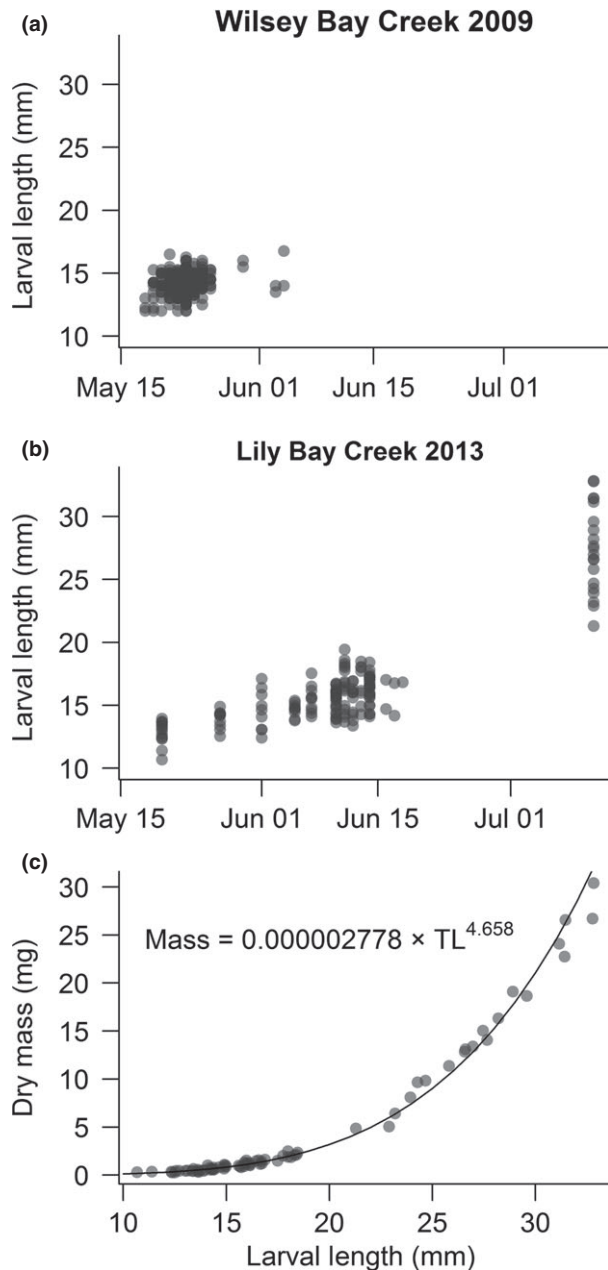 (a)
Wilsey Bay Creek 2009
Larval length (mm)
30
25
20
15
10
May 15
Jun 01
Jun 15
Jul 01
(b)
Lily Bay Creek 2013
Larval length (mm)
30
25
20
15
10
May 15
Jun 01
Jun 15
Jul 01
(c)
Mass = 0.000002778 × TL^4.658
Dry mass (mg)
30
25
20
15
10
5
0
10
15
20
25
30
Larval length (mm)